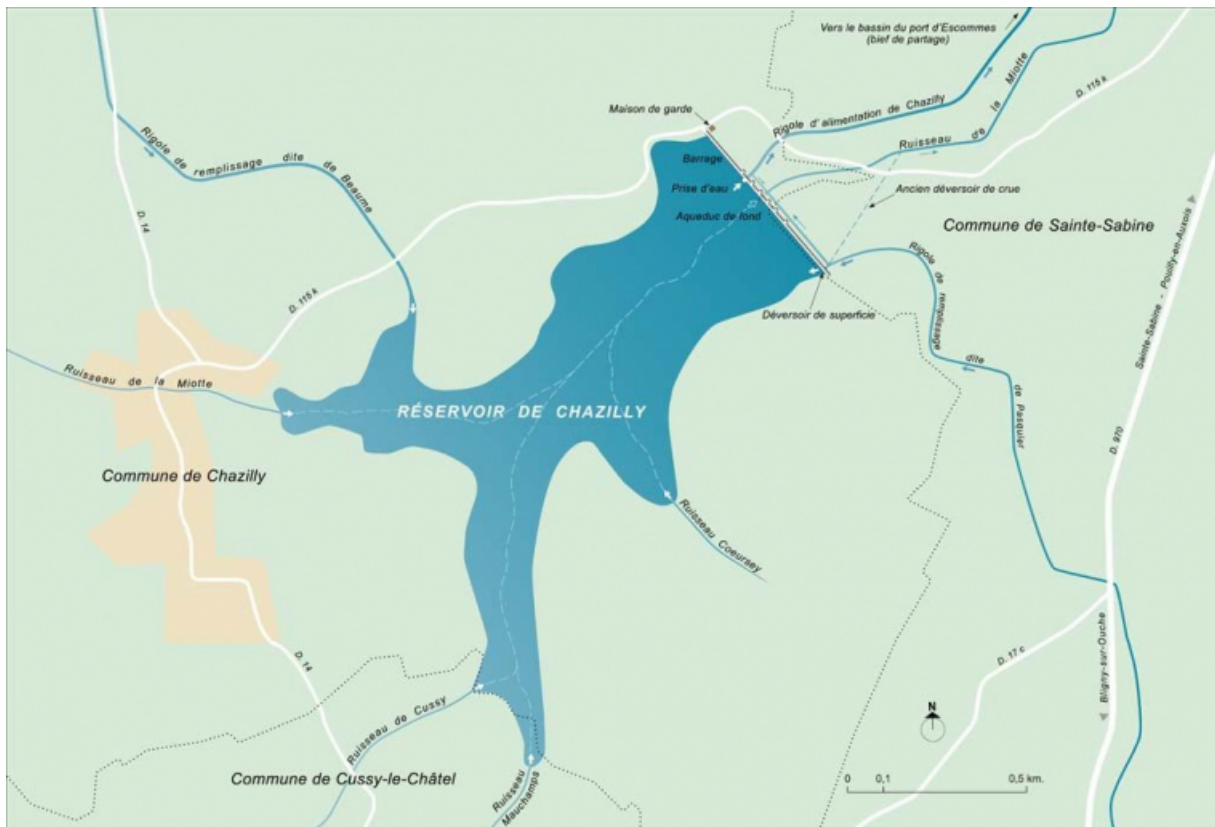 Vers le bassin du port d'Escommes
(bief de partage)
Maison de garde
Rigole d'alimentation de Chazilly
Ruisseau de la Miotte
D. 115 k
Rigole de remplissage dite de Beaume
D. 14
Barrage
Prise d'eau
Aqueduc de fond
Ancien déversoir de crue
Commune de Sainte-Sabine
Sainte-Sabine - Pouilly-en-Auxois
Rigole de remplissage dite de Pasquier
Déversoir de superficie
D. 115 k
Ruisseau de la Miotte
RÉSERVOIR DE CHAZILLY
D. 970
Commune de Chazilly
Ruisseau Coeursey
D. 14
D. 17 c
Bligny-sur-Ouche
Ruisseau de Cussy
N
Commune de Cussy-le-Châtel
Ruisseau
Mauchamps
0 0,1 0,5 km.